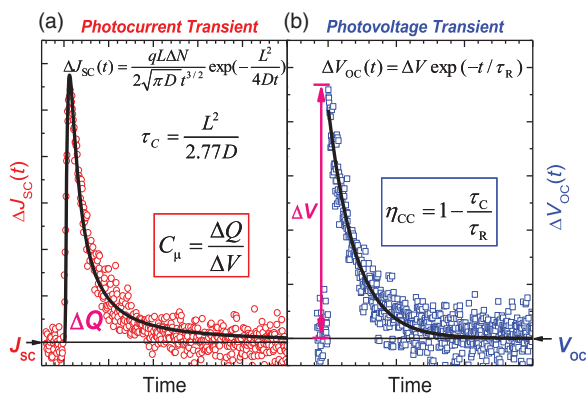 (a) Photocurrent Transient
ΔJ_SC(t) = qLΔN / (2√(πD) t^{3/2}) exp(−L²/4Dt)
τ_C = L²/2.77D
C_μ = ΔQ/ΔV
ΔQ
ΔJ_SC(t)
J_SC
Time
(b) Photovoltage Transient
ΔV_OC(t) = ΔV exp(−t/τ_R)
ΔV
η_CC = 1 − τ_C/τ_R
ΔV_OC(t)
V_OC
Time